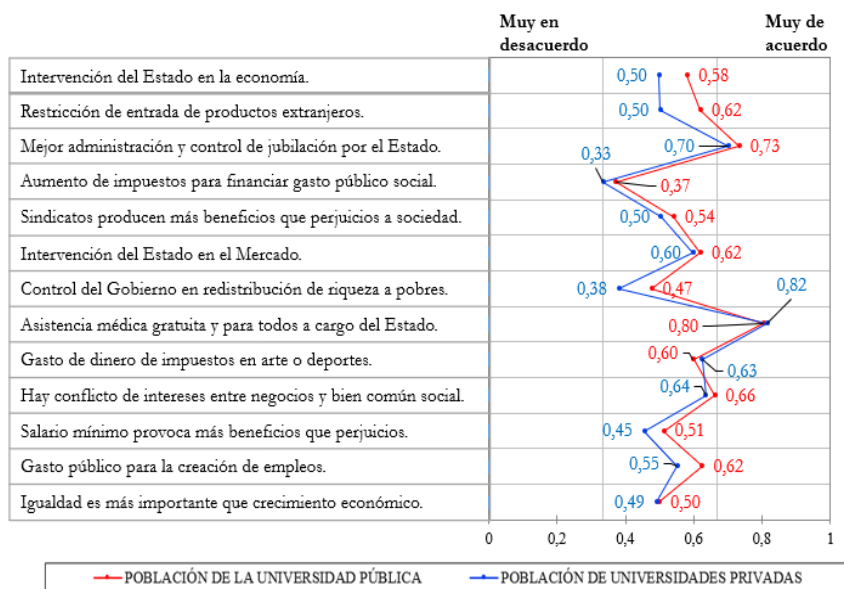 Muy en desacuerdo
Muy de acuerdo
Intervención del Estado en la economía.
0,50
0,58
Restricción de entrada de productos extranjeros.
0,50
0,62
Mejor administración y control de jubilación por el Estado.
0,70
0,73
Aumento de impuestos para financiar gasto público social.
0,33
0,37
Sindicatos producen más beneficios que perjuicios a sociedad.
0,50
0,54
Intervención del Estado en el Mercado.
0,60
0,62
Control del Gobierno en redistribución de riqueza a pobres.
0,38
0,47
Asistencia médica gratuita y para todos a cargo del Estado.
0,80
0,82
Gasto de dinero de impuestos en arte o deportes.
0,60
0,63
Hay conflicto de intereses entre negocios y bien común social.
0,64
0,66
Salario mínimo provoca más beneficios que perjuicios.
0,45
0,51
Gasto público para la creación de empleos.
0,55
0,62
Igualdad es más importante que crecimiento económico.
0,49
0,50
0 0,2 0,4 0,6 0,8 1
POBLACIÓN DE LA UNIVERSIDAD PÚBLICA
POBLACIÓN DE UNIVERSIDADES PRIVADAS